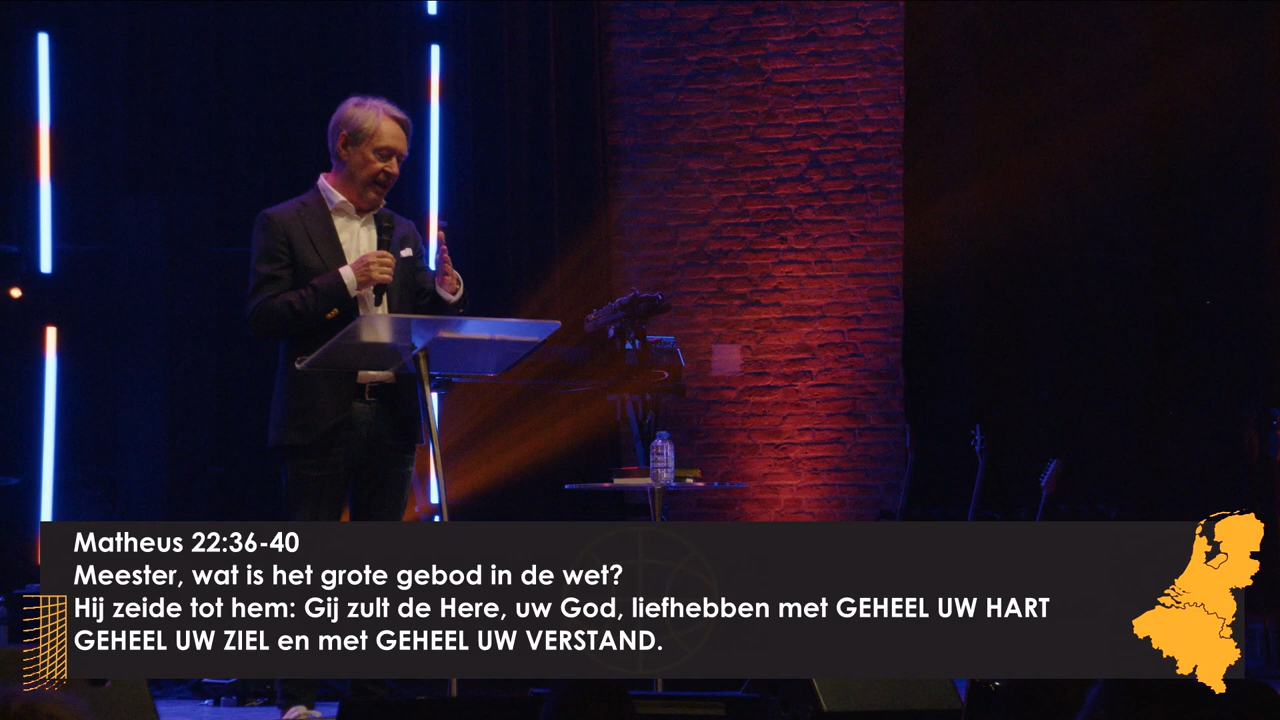 Matheus 22:36-40
Meester, wat is het grote gebod in de wet?
Hij zeide tot hem: Gij zult de Here, uw God, liefhebben met GEHEEL UW HART
GEHEEL UW ZIEL en met GEHEEL UW VERSTAND.